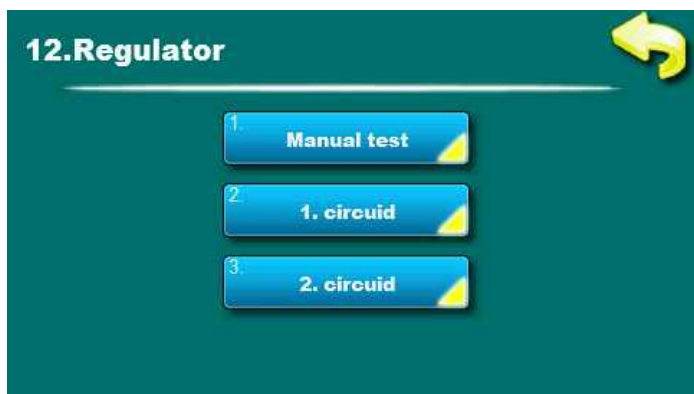 12.Regulator
1.
Manual test
2.
1. circuid
3.
2. circuid